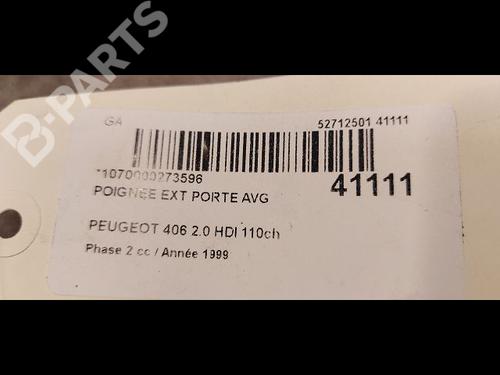 B-PARTS
GA
52712501 41111
*1070000273596
41111
POIGNEE EXT PORTE AVG
PEUGEOT 406 2.0 HDI 110ch
Phase 2 cc / Année 1999